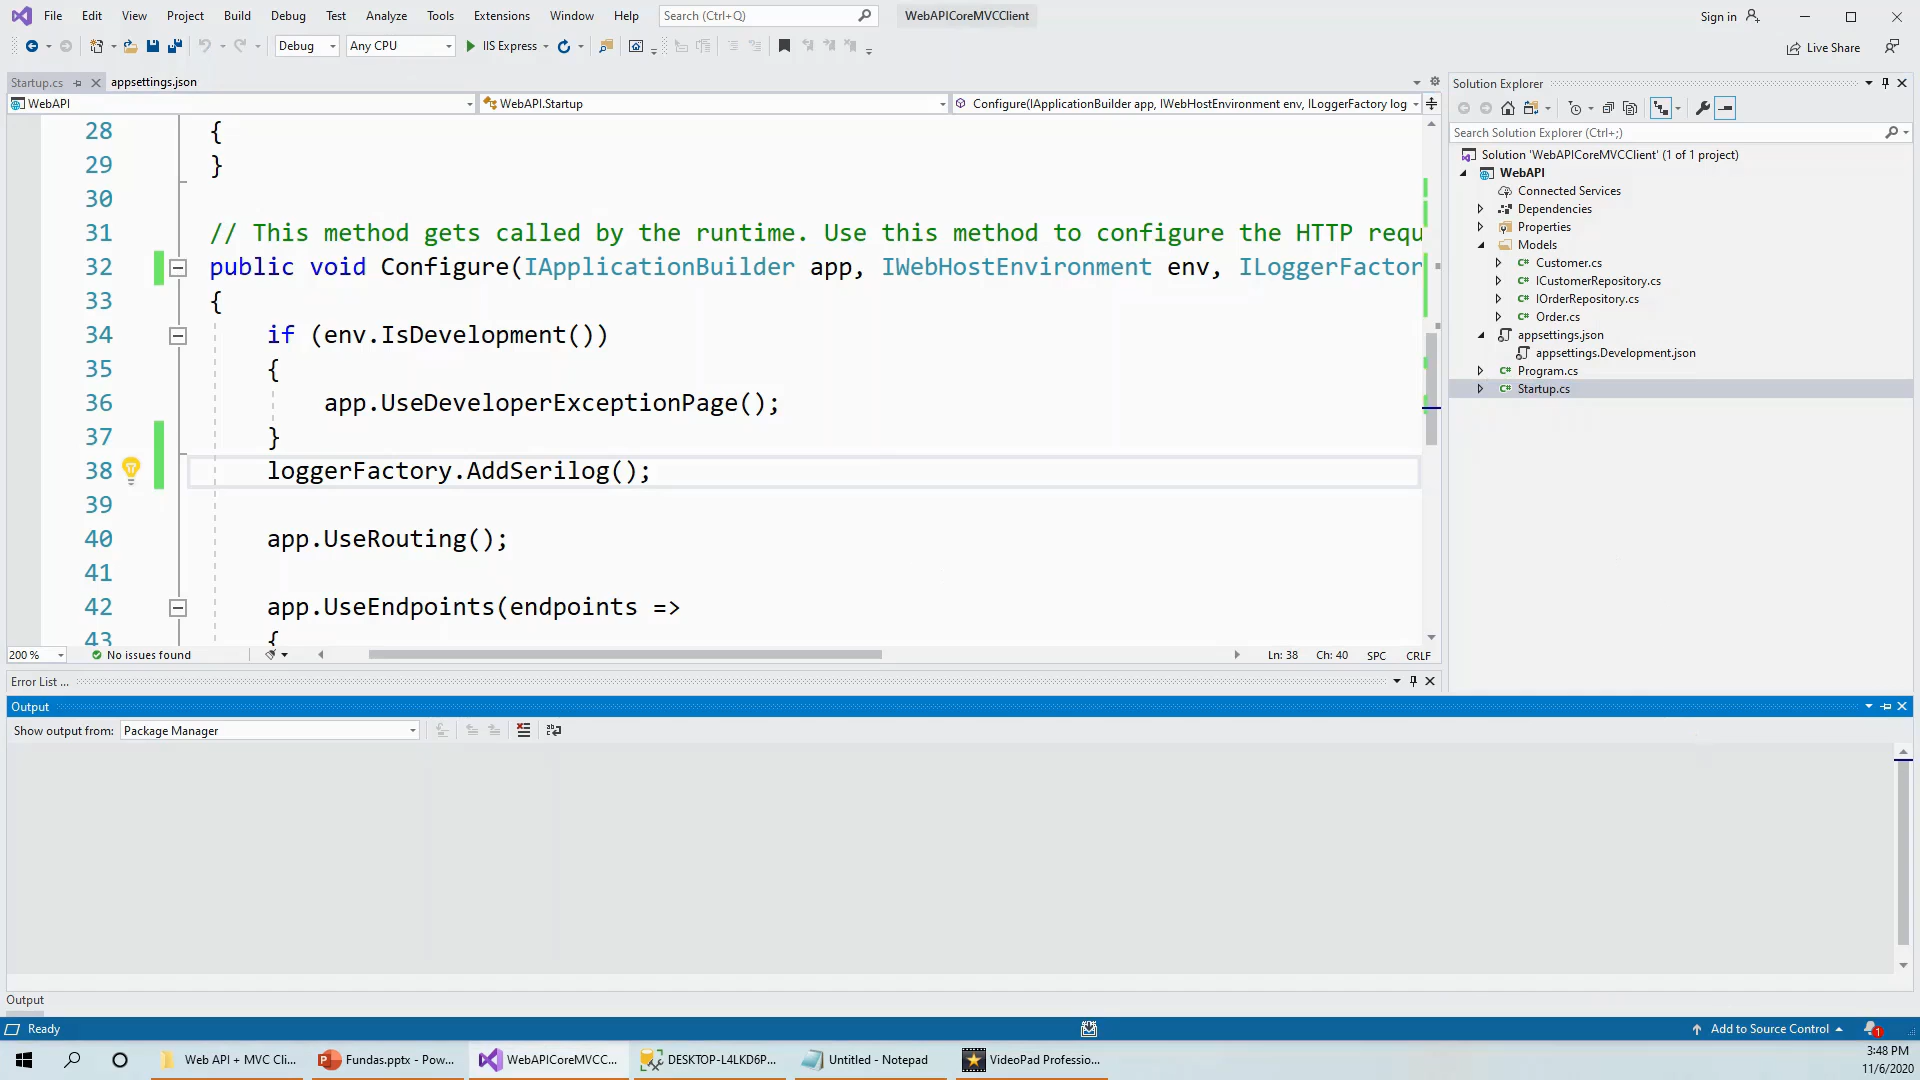 File Edit View Project Build Debug Test Analyze Tools Extensions Window Help Search (Ctrl+Q) WebAPICoreMVCClient Sign in
Debug Any CPU IIS Express Live Share
Startup.cs appsettings.json
WebAPI WebAPI.Startup Configure(IApplicationBuilder app, IWebHostEnvironment env, ILoggerFactory log
28 {
29 }
30
31 // This method gets called by the runtime. Use this method to configure the HTTP requ
32 public void Configure(IApplicationBuilder app, IWebHostEnvironment env, ILoggerFactor
33 {
34 if (env.IsDevelopment())
35 {
36 app.UseDeveloperExceptionPage();
37 }
38 loggerFactory.AddSerilog();
39
40 app.UseRouting();
41
42 app.UseEndpoints(endpoints =>
43 {
200 % No issues found Ln: 38 Ch: 40 SPC CRLF
Solution Explorer
Search Solution Explorer (Ctrl+;)
Solution 'WebAPICoreMVCClient' (1 of 1 project)
WebAPI
Connected Services
Dependencies
Properties
Models
C# Customer.cs
C# ICustomerRepository.cs
C# IOrderRepository.cs
C# Order.cs
appsettings.json
appsettings.Development.json
C# Program.cs
C# Startup.cs
Error List ...
Output
Show output from: Package Manager
Output
Ready Add to Source Control 1
Web API + MVC Cli... Fundas.pptx - Pow... WebAPICoreMVCC... DESKTOP-L4LKD6P... Untitled - Notepad VideoPad Professio...
3:48 PM
11/6/2020